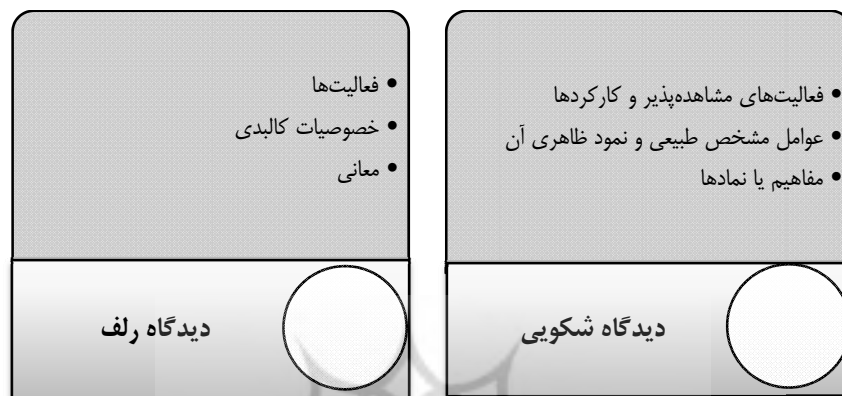 • فعالیت‌های مشاهده‌پذیر و کارکردها
• عوامل مشخص طبیعی و نمود ظاهری آن
• مفاهیم یا نمادها
دیدگاه شکویی
• فعالیت‌ها
• خصوصیات کالبدی
• معانی
دیدگاه رلف